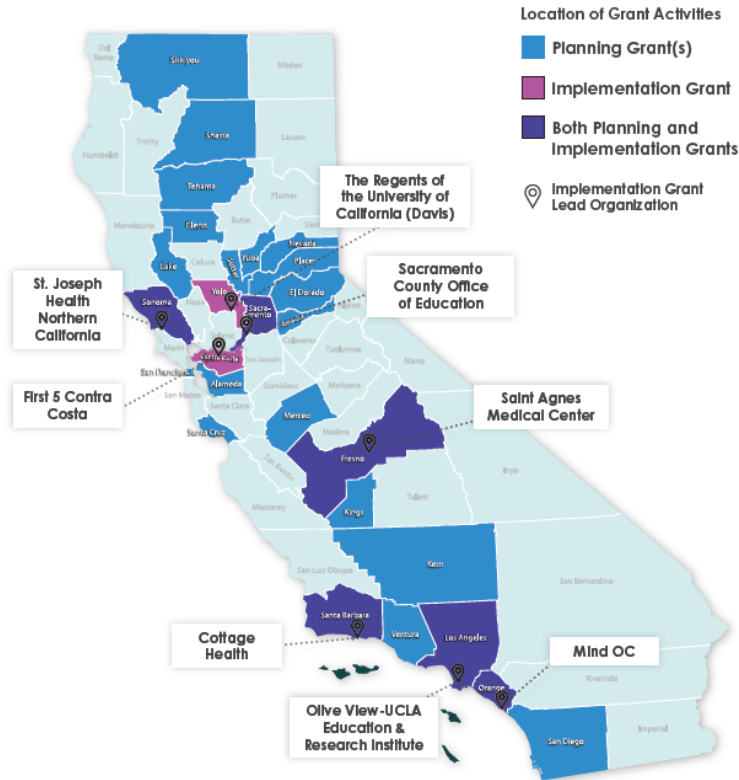 Location of Grant Activities
Planning Grant(s)
Implementation Grant
Both Planning and
Implementation Grants
Implementation Grant
Lead Organization
Del
Norte
Siskiyou
Modoc
Humboldt
Trinity
Shasta
Lassen
Tehama
Plumas
The Regents of
the University of
California (Davis)
Mendocino
Glenn
Butte
Sierra
Lake
Colusa
Sutter
Yuba
Nevada
Placer
El Dorado
Sacramento
County Office
of Education
St. Joseph
Health
Northern
California
Sonoma
Napa
Yolo
Sacra-
mento
Amador
Alpine
Marin
Solano
Calaveras
Tuolumne
Mono
Contra Costa
San Joaquin
San Francisco
Alameda
First 5 Contra
Costa
San Mateo
Santa Clara
Stanislaus
Mariposa
Saint Agnes
Medical Center
Santa Cruz
Merced
Madera
San Benito
Fresno
Inyo
Monterey
Kings
Tulare
San Luis Obispo
Kern
San Bernardino
Santa Barbara
Ventura
Los Angeles
Cottage
Health
Mind OC
Orange
Riverside
Olive View-UCLA
Education &
Research Institute
San Diego
Imperial